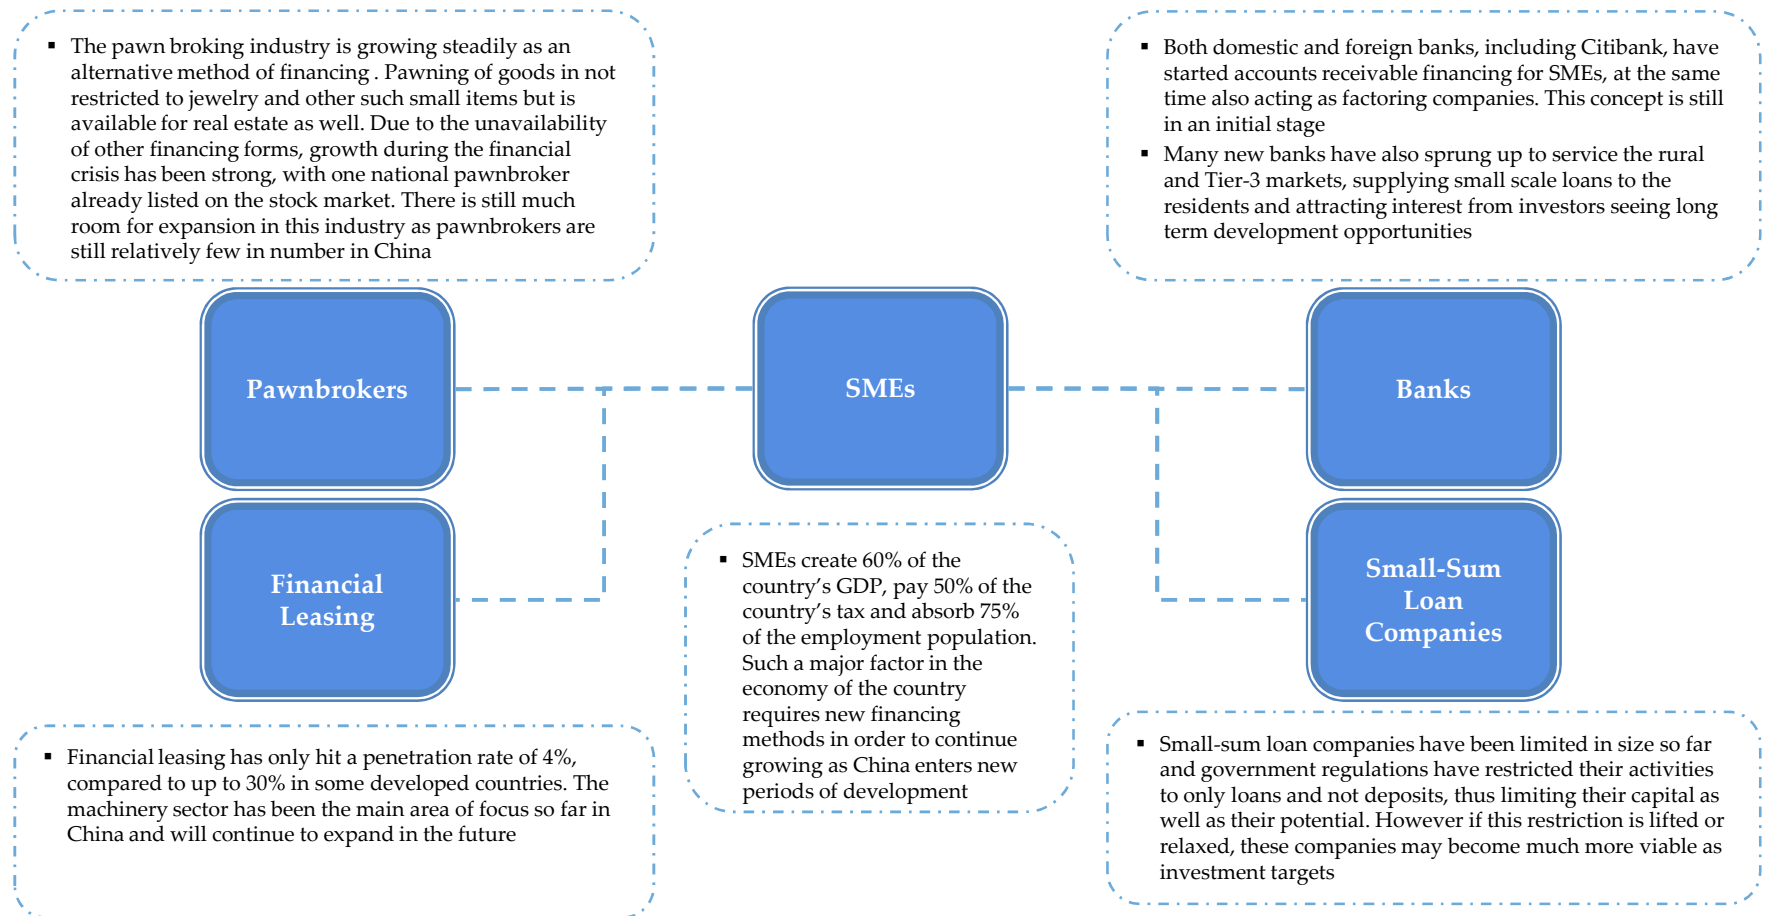 ▪ The pawn broking industry is growing steadily as an
alternative method of financing . Pawning of goods in not
restricted to jewelry and other such small items but is
available for real estate as well. Due to the unavailability
of other financing forms, growth during the financial
crisis has been strong, with one national pawnbroker
already listed on the stock market. There is still much
room for expansion in this industry as pawnbrokers are
still relatively few in number in China
▪ Both domestic and foreign banks, including Citibank, have
started accounts receivable financing for SMEs, at the same
time also acting as factoring companies. This concept is still
in an initial stage
▪ Many new banks have also sprung up to service the rural
and Tier-3 markets, supplying small scale loans to the
residents and attracting interest from investors seeing long
term development opportunities
Pawnbrokers
SMEs
Banks
Financial
Leasing
▪ SMEs create 60% of the
country’s GDP, pay 50% of the
country’s tax and absorb 75%
of the employment population.
Such a major factor in the
economy of the country
requires new financing
methods in order to continue
growing as China enters new
periods of development
Small-Sum
Loan
Companies
▪ Financial leasing has only hit a penetration rate of 4%,
compared to up to 30% in some developed countries. The
machinery sector has been the main area of focus so far in
China and will continue to expand in the future
▪ Small-sum loan companies have been limited in size so far
and government regulations have restricted their activities
to only loans and not deposits, thus limiting their capital as
well as their potential. However if this restriction is lifted or
relaxed, these companies may become much more viable as
investment targets